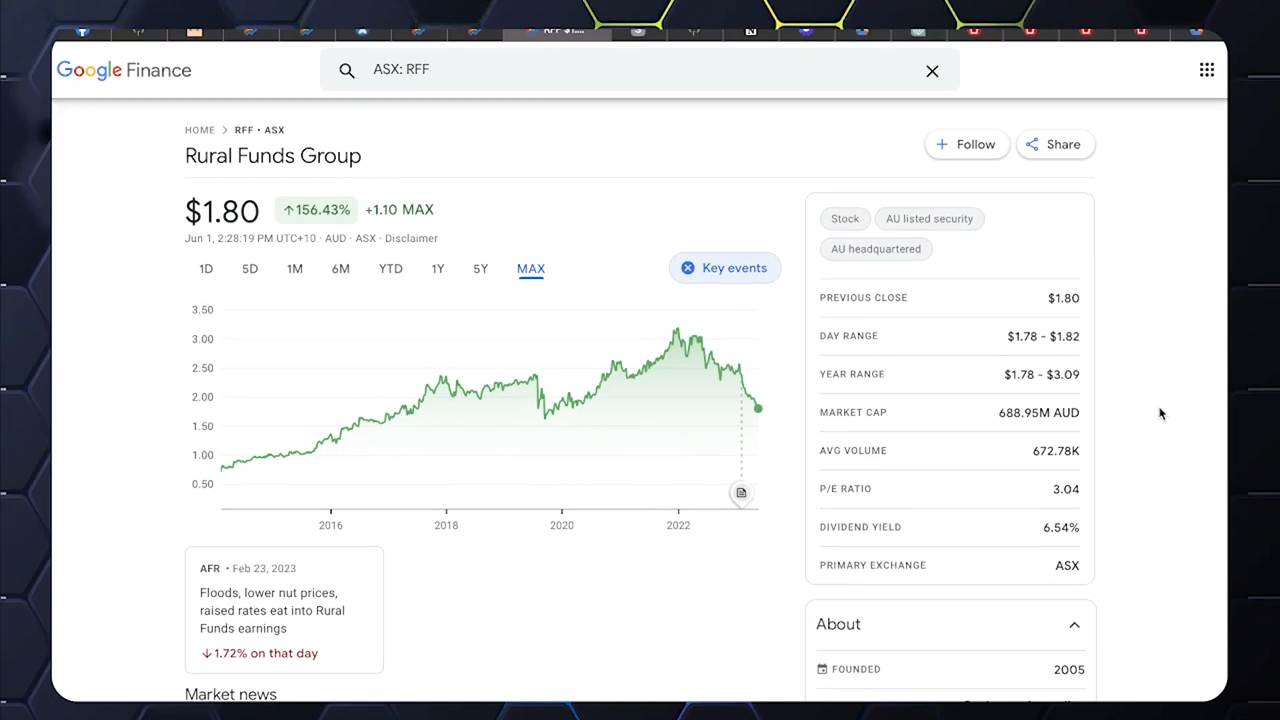 Google Finance
ASX: RFF
HOME > RFF • ASX
Rural Funds Group
+ Follow
Share
$1.80
↑156.43%
+1.10 MAX
Jun 1, 2:28:19 PM UTC+10 · AUD · ASX · Disclaimer
1D 5D 1M 6M YTD 1Y 5Y MAX
Key events
3.50
3.00
2.50
2.00
1.50
1.00
0.50
2016 2018 2020 2022
AFR • Feb 23, 2023
Floods, lower nut prices,
raised rates eat into Rural
Funds earnings
↓1.72% on that day
Market news
Stock
AU listed security
AU headquartered
PREVIOUS CLOSE $1.80
DAY RANGE $1.78 - $1.82
YEAR RANGE $1.78 - $3.09
MARKET CAP 688.95M AUD
AVG VOLUME 672.78K
P/E RATIO 3.04
DIVIDEND YIELD 6.54%
PRIMARY EXCHANGE ASX
About
FOUNDED 2005